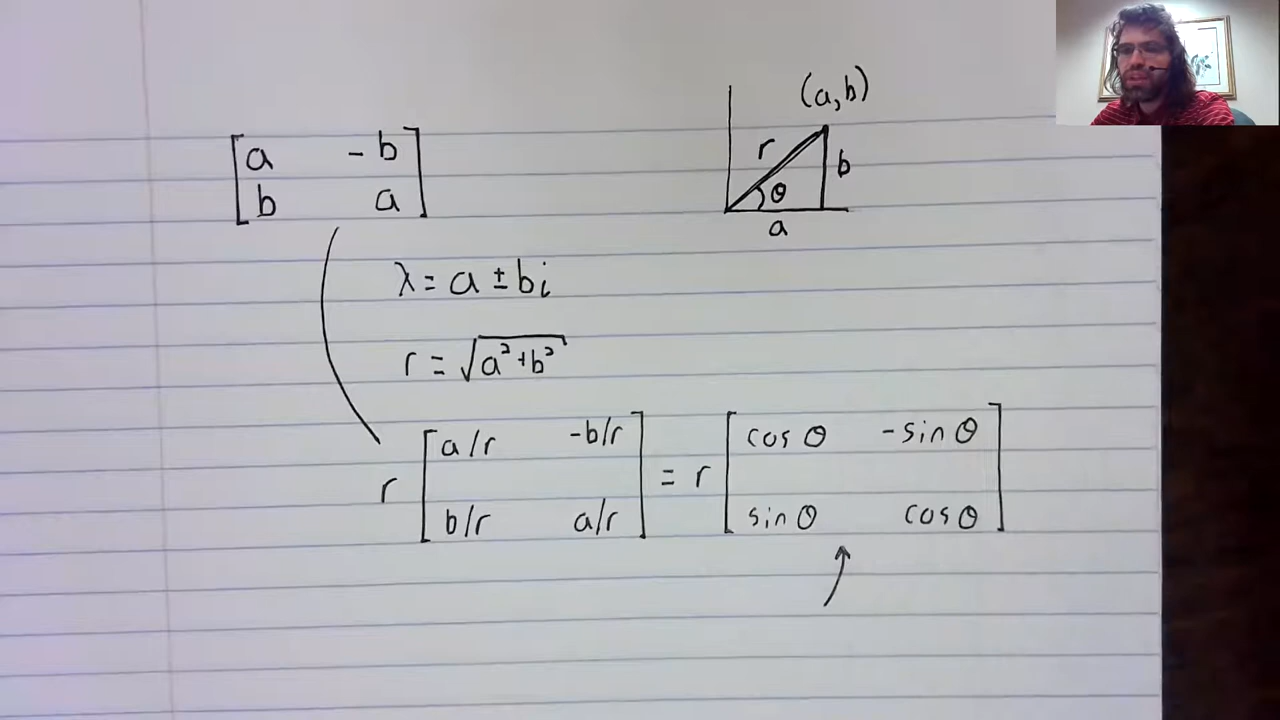 (a,b)
[a -b
b a]
r
b
θ
a
λ = a ± bi
r = √a²+b²
r [a/r -b/r
b/r a/r] = r [cos θ -sin θ
sin θ cos θ]